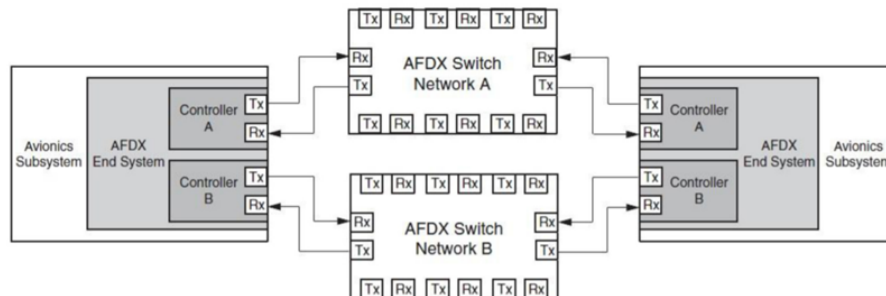 Tx Rx Tx Rx Tx Rx
Rx AFDX Switch Rx
Tx Network A Tx
Tx Rx Tx Rx Tx Rx
Avionics
Subsystem
AFDX
End System
Controller
A
Tx
Rx
Controller
B
Tx
Rx
Tx
Rx
Controller
A
Tx
Rx
Controller
B
AFDX
End System
Avionics
Subsystem
Tx Rx Tx Rx Tx Rx
Rx AFDX Switch Rx
Tx Network B Tx
Tx Rx Tx Rx Tx Rx